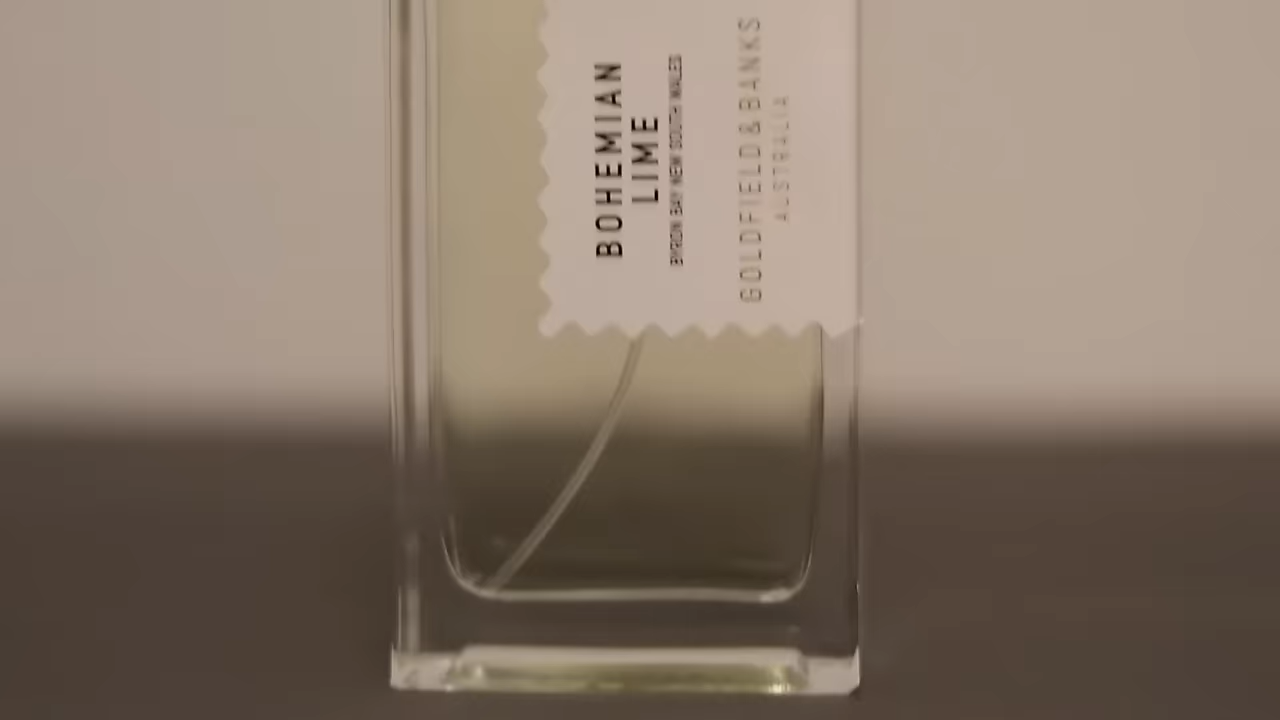 BOHEMIAN
LIME
BYRON BAY NEW SOUTH WALES
GOLDFIELD & BANKS
AUSTRALIA